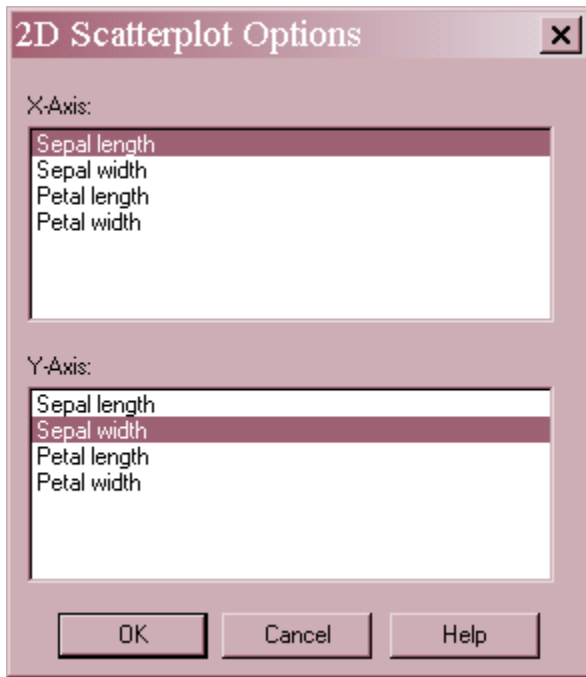 2D Scatterplot Options
X-Axis:
Sepal length
Sepal width
Petal length
Petal width
Y-Axis:
Sepal length
Sepal width
Petal length
Petal width
OK Cancel Help